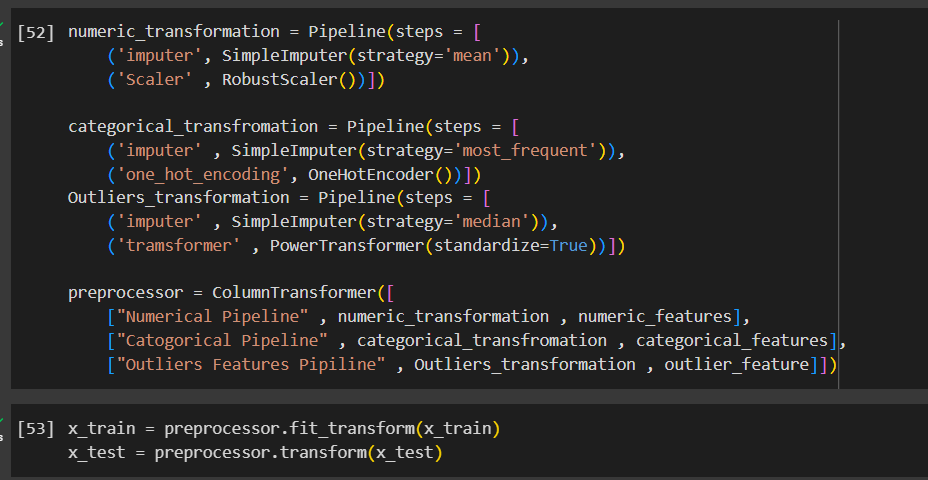 [52] numeric_transformation = Pipeline(steps = [
('imputer', SimpleImputer(strategy='mean')),
('Scaler' , RobustScaler())])
categorical_transfromation = Pipeline(steps = [
('imputer' , SimpleImputer(strategy='most_frequent')),
('one_hot_encoding', OneHotEncoder())])
Outliers_transformation = Pipeline(steps = [
('imputer' , SimpleImputer(strategy='median')),
('tramsformer' , PowerTransformer(standardize=True))])
preprocessor = ColumnTransformer([
["Numerical Pipeline" , numeric_transformation , numeric_features],
["Catogorical Pipeline" , categorical_transfromation , categorical_features],
["Outliers Features Pipiline" , Outliers_transformation , outlier_feature]])
[53] x_train = preprocessor.fit_transform(x_train)
x_test = preprocessor.transform(x_test)